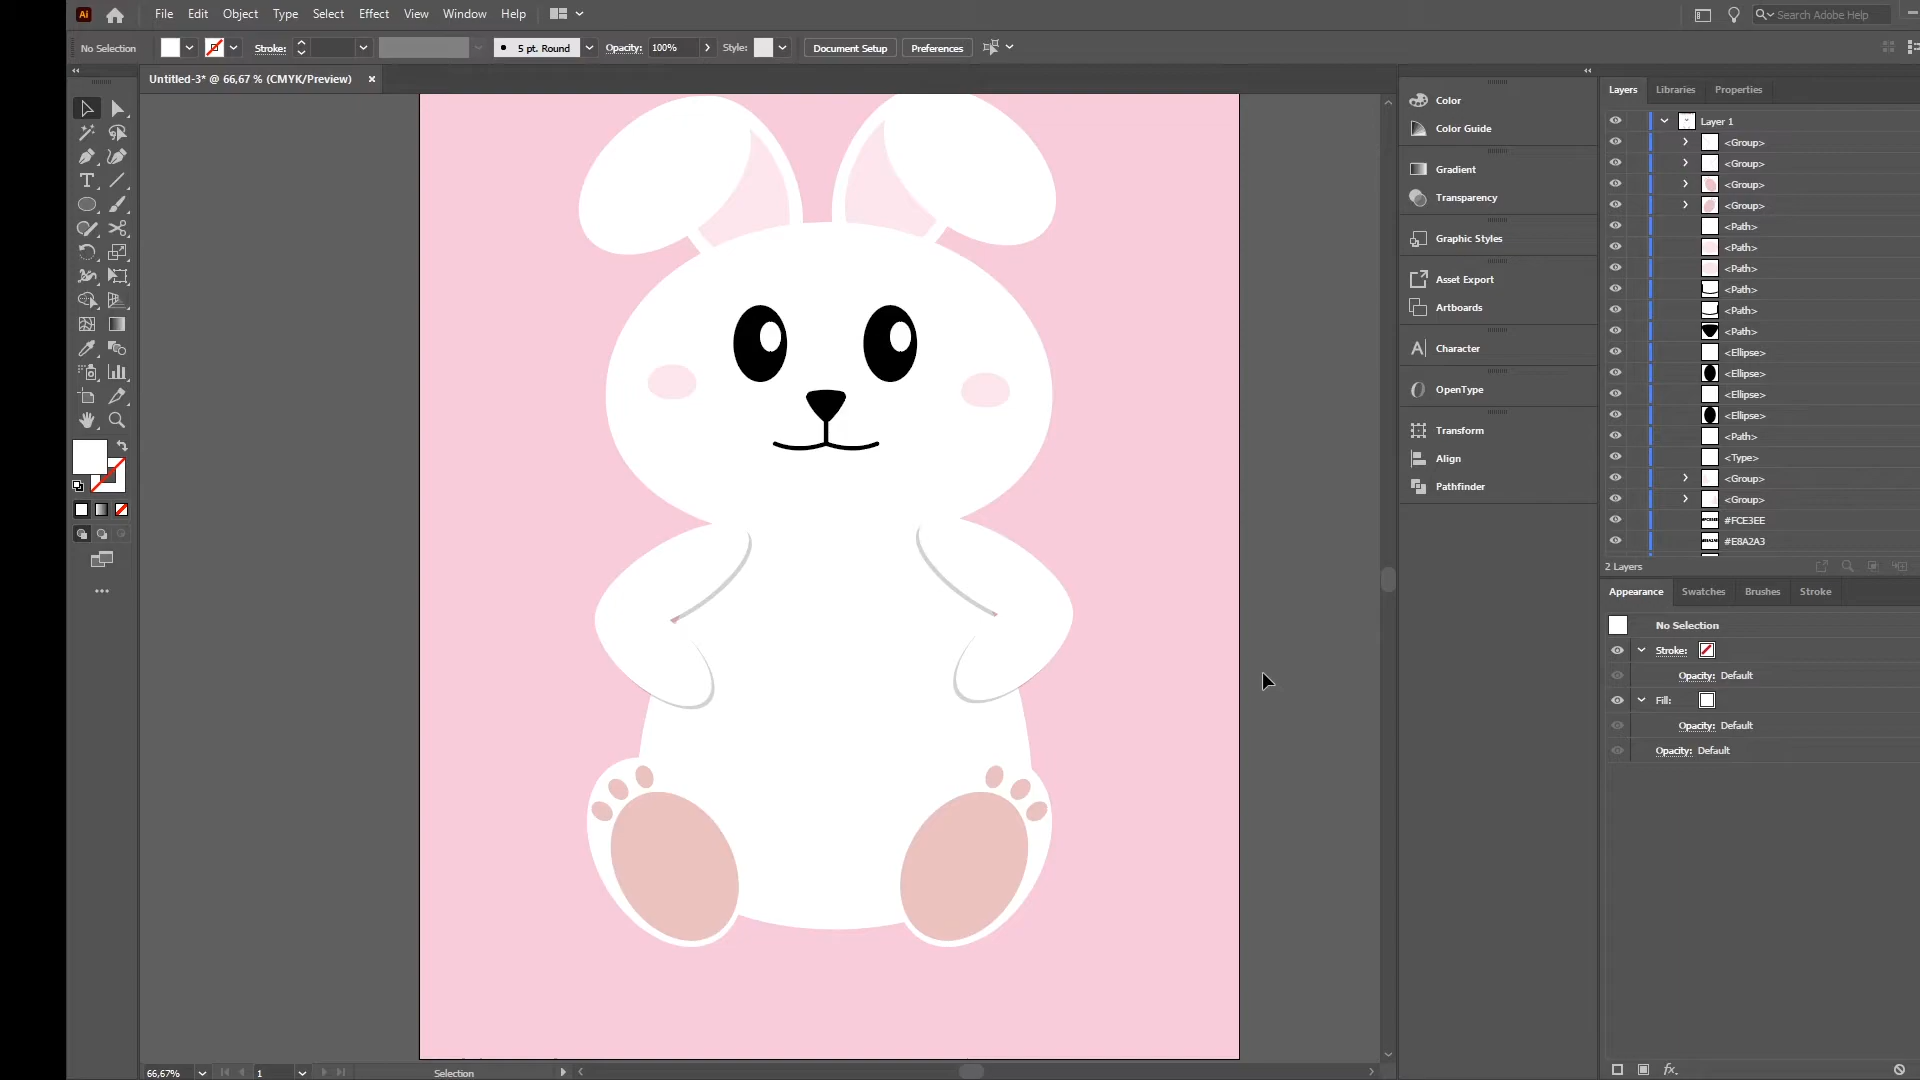 Ai File Edit Object Type Select Effect View Window Help
Search Adobe Help
No Selection Stroke: 5 pt. Round Opacity: 100% Style: Document Setup Preferences
Untitled-3* @ 66,67 % (CMYK/Preview) ×
Color
Color Guide
Gradient
Transparency
Graphic Styles
Asset Export
Artboards
Character
OpenType
Transform
Align
Pathfinder
Layers Libraries Properties
Layer 1
<Group>
<Group>
<Group>
<Group>
<Path>
<Path>
<Path>
<Path>
<Path>
<Path>
<Ellipse>
<Ellipse>
<Ellipse>
<Ellipse>
<Path>
<Type>
<Group>
<Group>
#FCE3EE
#E8A2A3
2 Layers
Appearance Swatches Brushes Stroke
No Selection
Stroke:
Opacity: Default
Fill:
Opacity: Default
Opacity: Default
fx.
66,67% 1 Selection